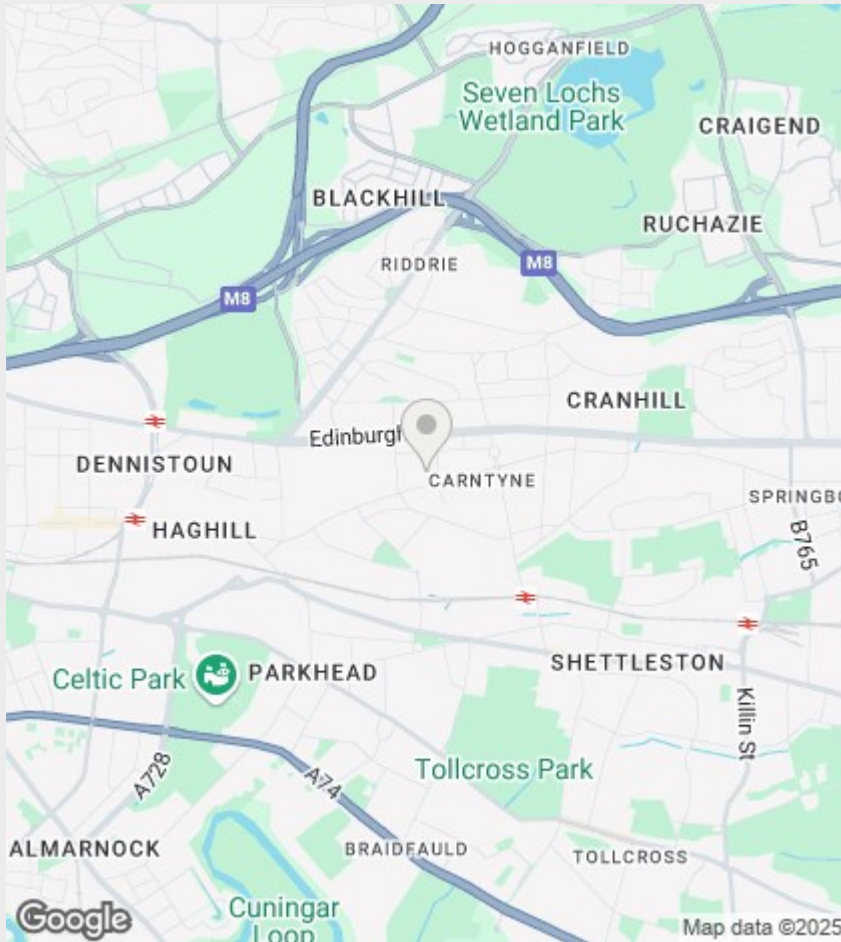 HOGGANFIELD
Seven Lochs
Wetland Park
CRAIGEND
BLACKHILL
RUCHAZIE
RIDDRIE
M8
M8
CRANHILL
Edinburgh
DENNISTOUN
CARNTYNE
SPRINGBO
HAGHILL
B765
SHETTLESTON
Celtic Park
PARKHEAD
Killin St
Tollcross Park
A728
A74
ALMARNOCK
BRAIDFAULD
TOLLCROSS
Cuningar
Loop
Google
Map data ©2025